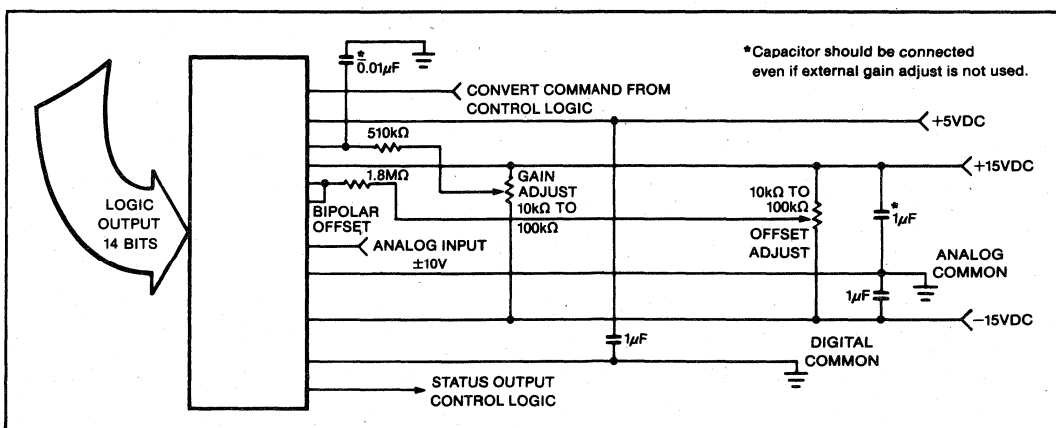 *Capacitor should be connected
even if external gain adjust is not used.
*
0.01μF
CONVERT COMMAND FROM
CONTROL LOGIC
+5VDC
510kΩ
+15VDC
1.8MΩ
GAIN
ADJUST
10kΩ TO
100kΩ
10kΩ TO
100kΩ
*
1μF
LOGIC
OUTPUT
14 BITS
BIPOLAR
OFFSET
OFFSET
ADJUST
ANALOG INPUT
±10V
ANALOG
COMMON
1μF
−15VDC
1μF
DIGITAL
COMMON
STATUS OUTPUT
CONTROL LOGIC